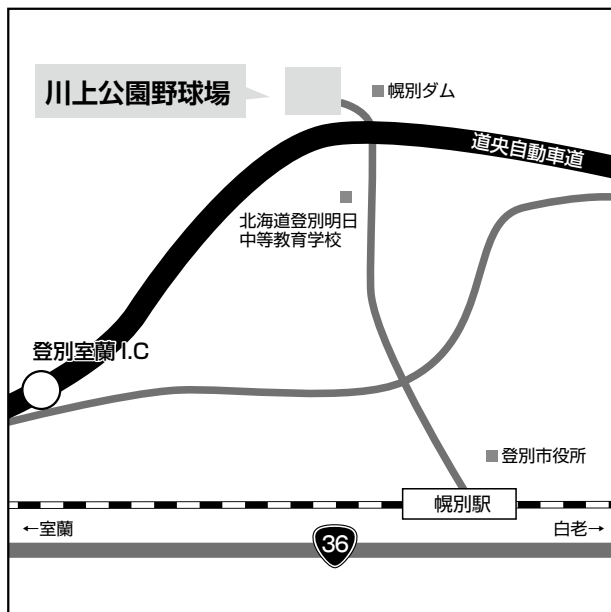 川上公園野球場
幌別ダム
道央自動車道
北海道登別明日
中等教育学校
登別室蘭 I.C
登別市役所
幌別駅
←室蘭
白老→
36